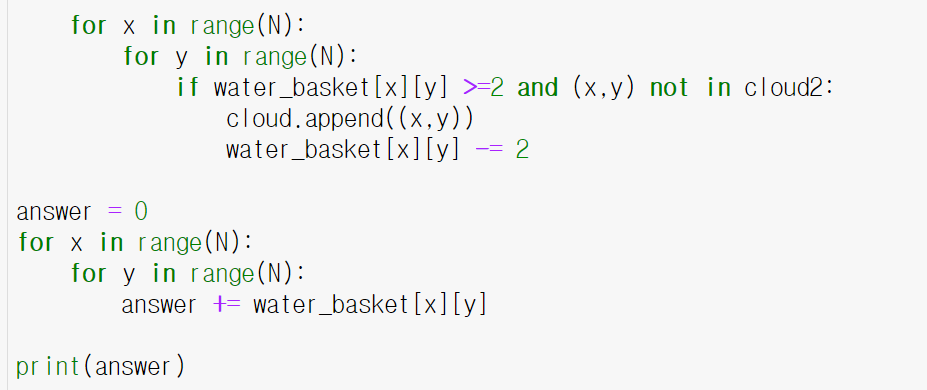 for x in range(N):
for y in range(N):
if water_basket[x][y] >=2 and (x,y) not in cloud2:
cloud.append((x,y))
water_basket[x][y] -= 2
answer = 0
for x in range(N):
for y in range(N):
answer += water_basket[x][y]
print(answer)